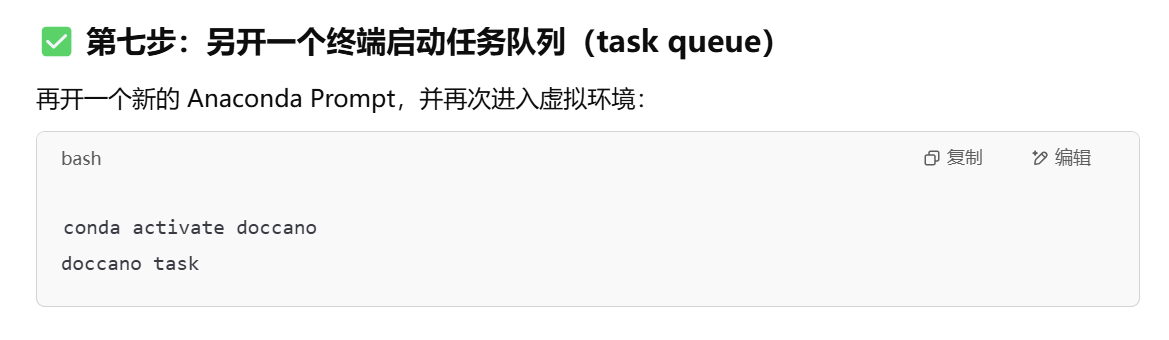 ✅ 第七步：另开一个终端启动任务队列（task queue）
再开一个新的 Anaconda Prompt，并再次进入虚拟环境：
bash 复制 编辑
conda activate doccano
doccano task